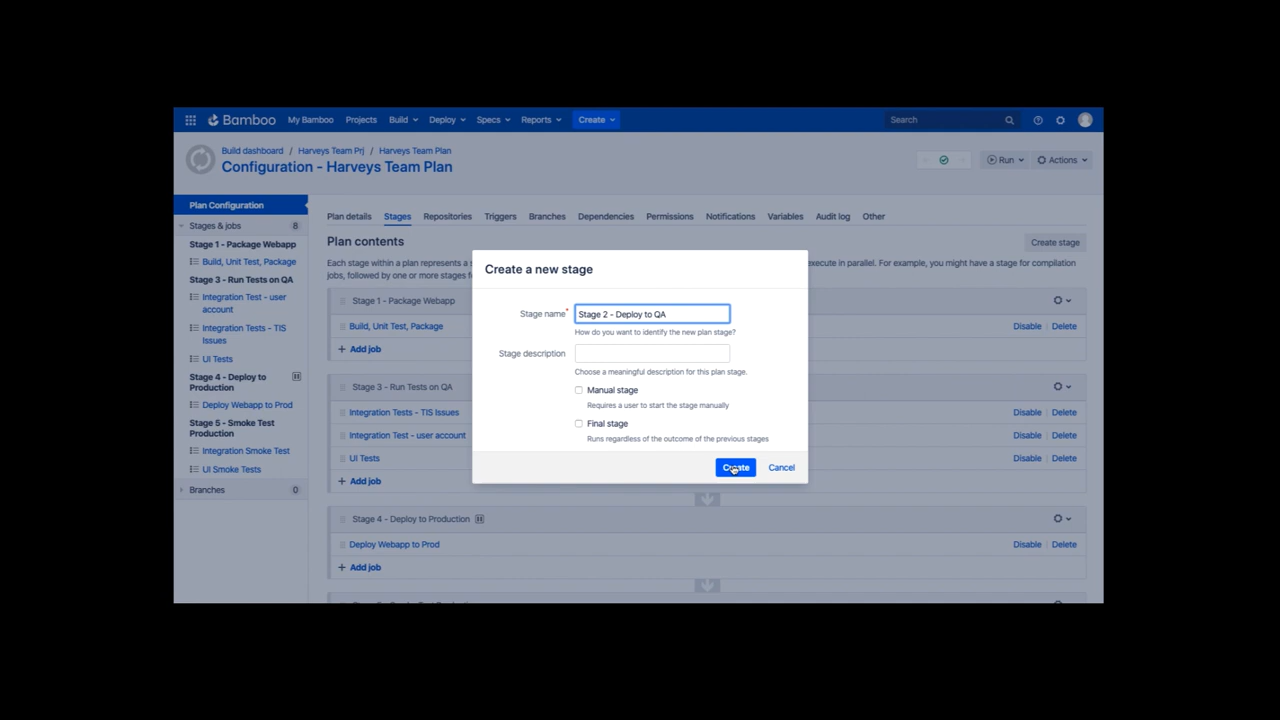 Bamboo My Bamboo Projects Build Deploy Specs Reports Create Search
Build dashboard / Harveys Team Prj / Harveys Team Plan
Configuration - Harveys Team Plan
Run Actions
Plan Configuration
Stages & jobs 8
Stage 1 - Package Webapp
Build, Unit Test, Package
Stage 3 - Run Tests on QA
Integration Test - user
account
Integration Tests - TIS
Issues
UI Tests
Stage 4 - Deploy to
Production
Deploy Webapp to Prod
Stage 5 - Smoke Test
Production
Integration Smoke Test
UI Smoke Tests
Branches 0
Plan details Stages Repositories Triggers Branches Dependencies Permissions Notifications Variables Audit log Other
Plan contents
Create stage
Each stage within a plan represents a s
execute in parallel. For example, you might have a stage for compilation
jobs, followed by one or more stages f
Stage 1 - Package Webapp
Build, Unit Test, Package Disable Delete
Add job
Stage 3 - Run Tests on QA
Integration Tests - TIS Issues Disable Delete
Integration Test - user account Disable Delete
UI Tests Disable Delete
Add job
Stage 4 - Deploy to Production
Deploy Webapp to Prod Disable Delete
Add job
Create a new stage
Stage name* Stage 2 - Deploy to QA
How do you want to identify the new plan stage?
Stage description
Choose a meaningful description for this plan stage.
Manual stage
Requires a user to start the stage manually
Final stage
Runs regardless of the outcome of the previous stages
Create Cancel